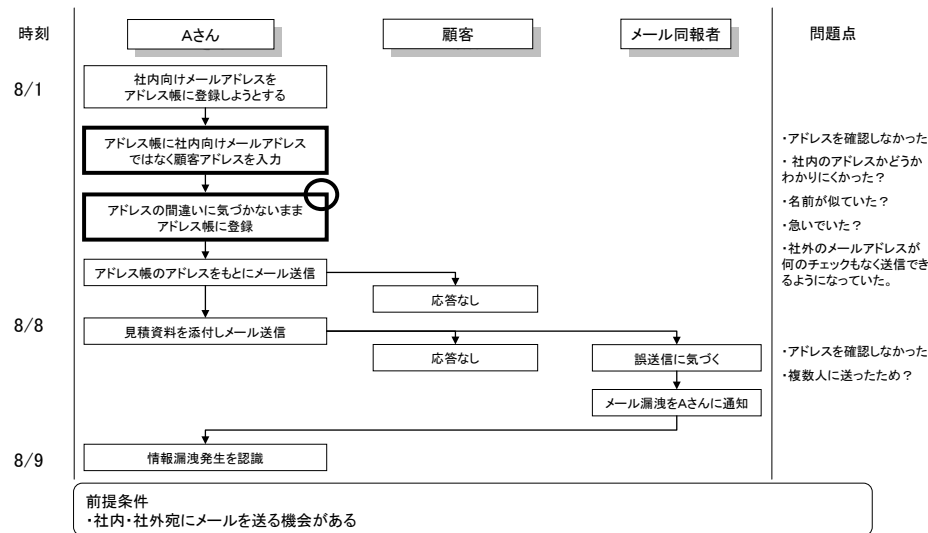 時刻
Aさん
顧客
メール同報者
問題点
8/1
社内向けメールアドレスを
アドレス帳に登録しようとする
アドレス帳に社内向けメールアドレス
ではなく顧客アドレスを入力
・アドレスを確認しなかった
・ 社内のアドレスかどうか
わかりにくかった？
アドレスの間違いに気づかないまま
アドレス帳に登録
・名前が似ていた？
・急いでいた？
・社外のメールアドレスが
何のチェックもなく送信でき
るようになっていた。
アドレス帳のアドレスをもとにメール送信
応答なし
8/8
見積資料を添付しメール送信
応答なし
誤送信に気づく
・アドレスを確認しなかった
・複数人に送ったため？
メール漏洩をAさんに通知
8/9
情報漏洩発生を認識
前提条件
・社内・社外宛にメールを送る機会がある